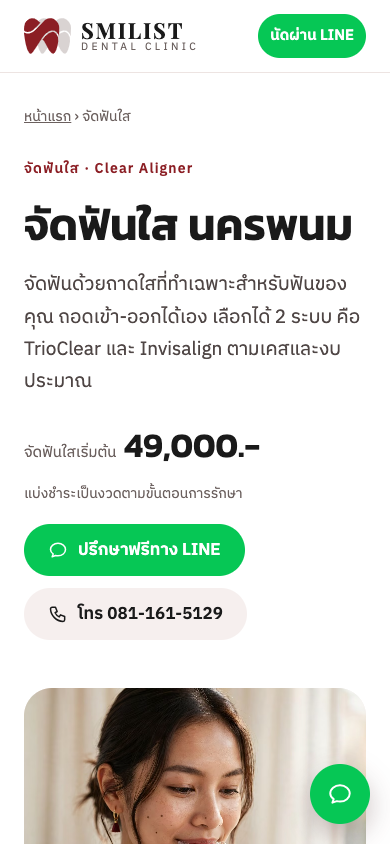 SMILIST
DENTAL CLINIC
นัดผ่าน LINE
หน้าแรก › จัดฟันใส
จัดฟันใส · Clear Aligner
จัดฟันใส นครพนม
จัดฟันด้วยถาดใสที่ทำเฉพาะสำหรับฟันของ
คุณ ถอดเข้า-ออกได้เอง เลือกได้ 2 ระบบ คือ
TrioClear และ Invisalign ตามเคสและงบ
ประมาณ
จัดฟันใสเริ่มต้น 49,000.–
แบ่งชำระเป็นงวดตามขั้นตอนการรักษา
ปรึกษาฟรีทาง LINE
โทร 081-161-5129